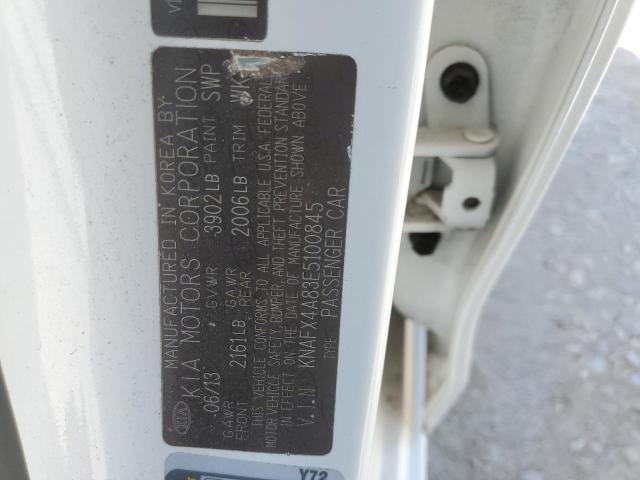 MANUFACTURED IN KOREA BY
KIA MOTORS CORPORATION
06/13 GVWR 3902LB PAINT SWP
GAWR FRONT 2161LB GAWR REAR 2006LB TRIM WK
THIS VEHICLE CONFORMS TO ALL APPLICABLE U.S.A. FEDERAL
MOTOR VEHICLE SAFETY, BUMPER, AND THEFT PREVENTION STANDARDS
IN EFFECT ON THE DATE OF MANUFACTURE SHOWN ABOVE
V.I.N: KNAFX4A83E5100845
TYPE: PASSENGER CAR
KIA
Y72